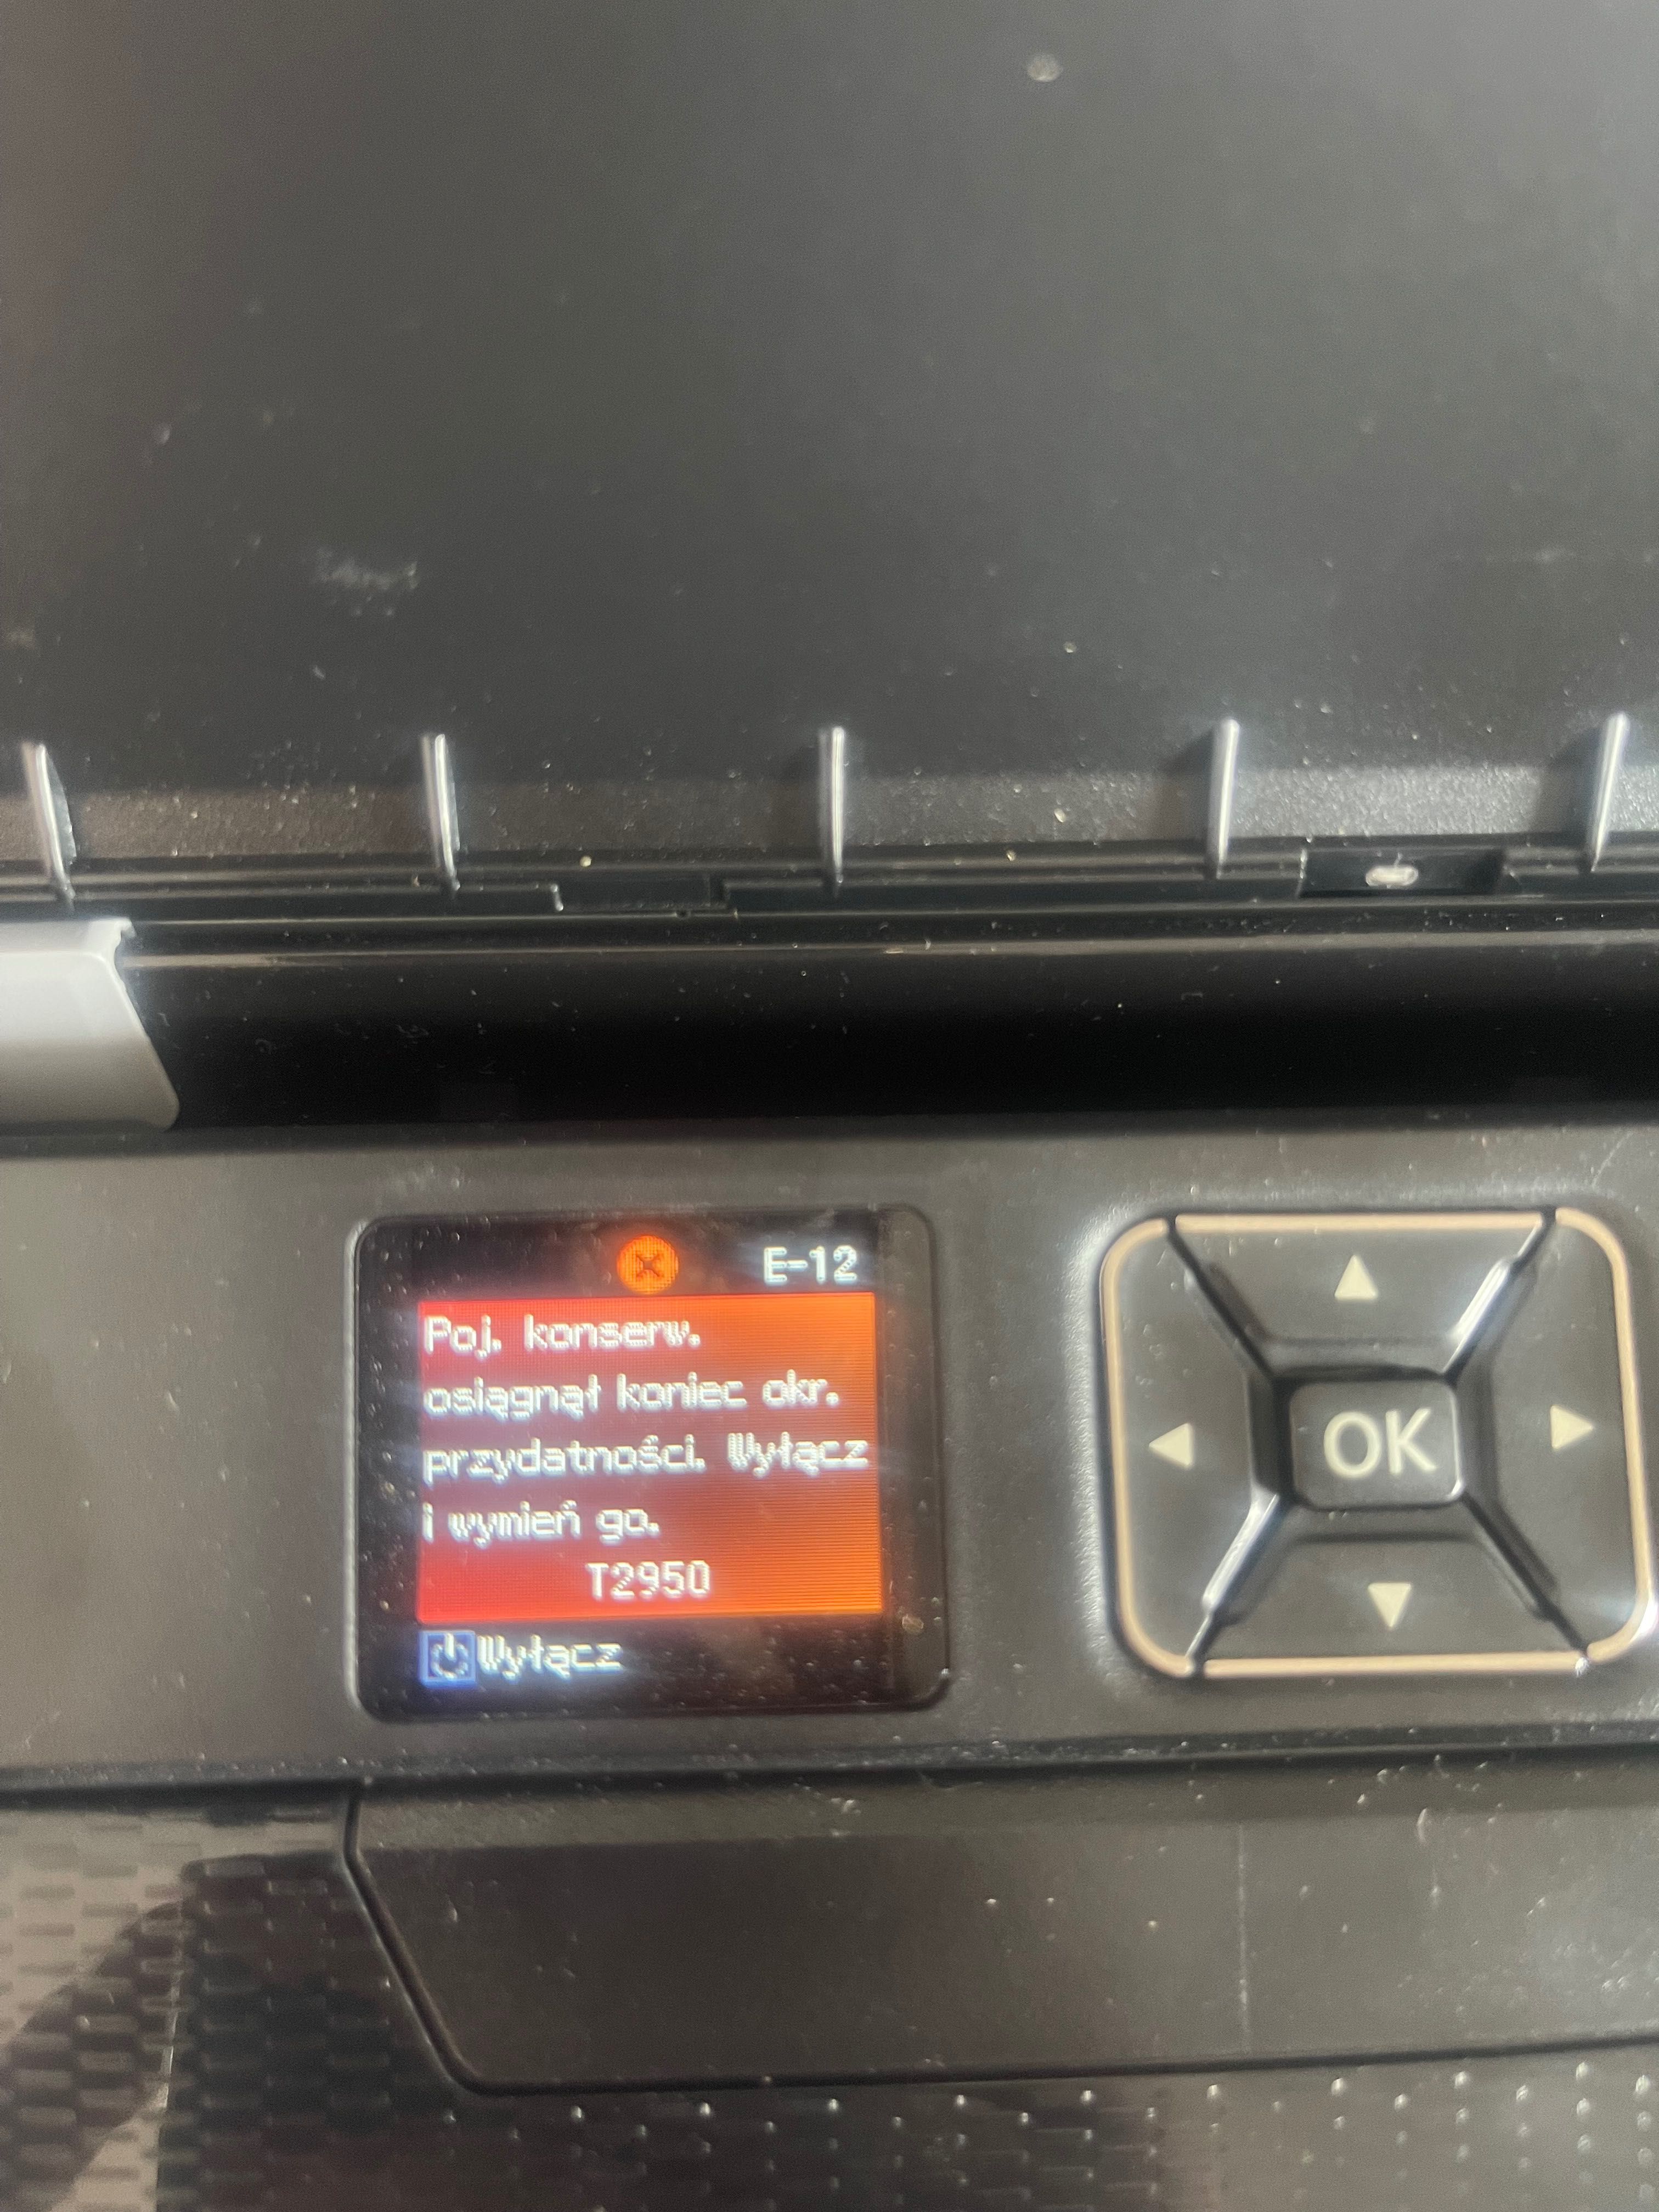 E-12
Poj. konserw.
osiągnął koniec okr.
przydatności. Wyłącz
i wymień go.
T2950
Wyłącz
OK